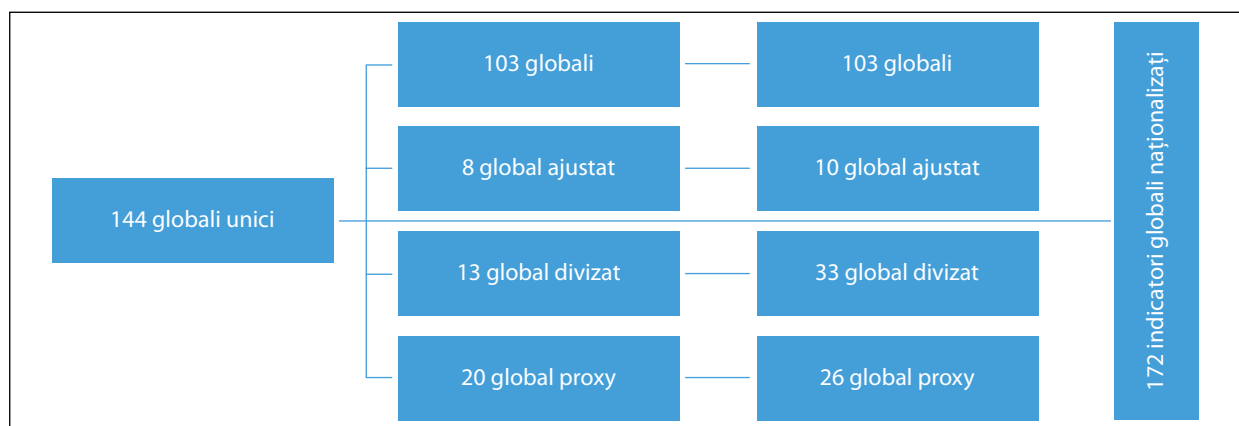 144 globali unici
103 globali
103 globali
8 global ajustat
10 global ajustat
13 global divizat
33 global divizat
20 global proxy
26 global proxy
172 indicatori globali naționalizați